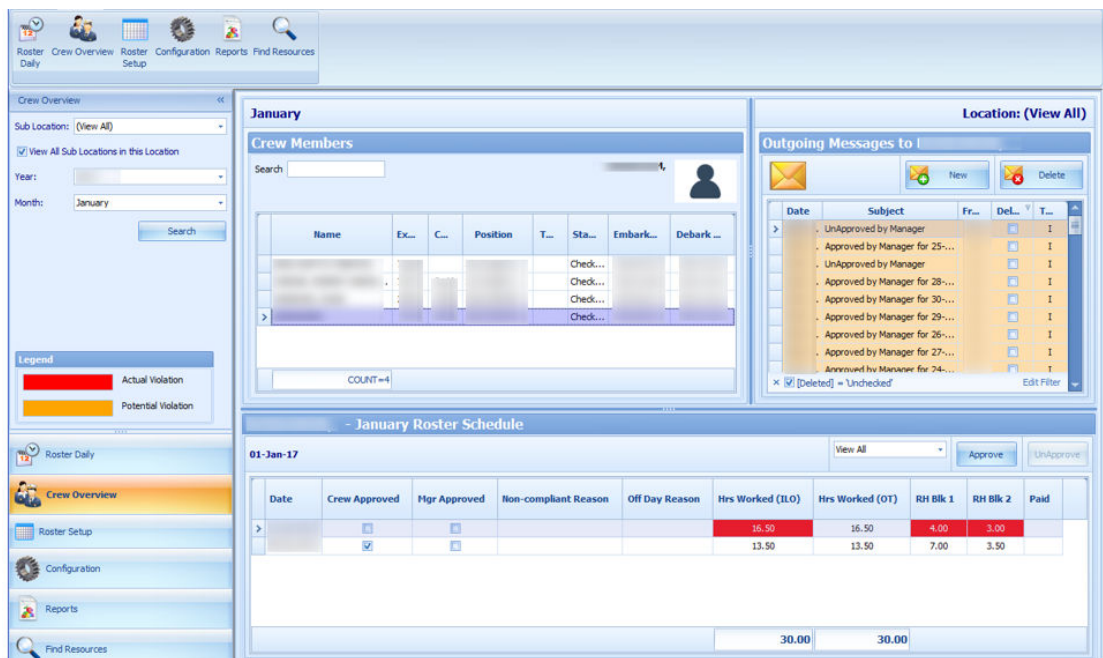 Roster Daily
Crew Overview
Roster Setup
Configuration
Reports
Find Resources
Crew Overview
Sub Location: (View All)
View All Sub Locations in this Location
Year:
Month: January
Search
Legend
Actual Violation
Potential Violation
Roster Daily
Crew Overview
Roster Setup
Configuration
Reports
Find Resources
January
Crew Members
Search
Name Ex... C... Position T... Sta... Embark... Debark ...
Check...
Check...
Check...
Check...
COUNT=4
Location: (View All)
Outgoing Messages to
New
Delete
Date Subject Fr... Del... T...
UnApproved by Manager I
Approved by Manager for 25-... I
UnApproved by Manager I
Approved by Manager for 28-... I
Approved by Manager for 30-... I
Approved by Manager for 29-... I
Approved by Manager for 26-... I
Approved by Manager for 27-... I
Approved by Manager for 24-... I
[Deleted] = 'Unchecked' Edit Filter
- January Roster Schedule
01-Jan-17
View All
Approve
UnApprove
Date Crew Approved Mgr Approved Non-compliant Reason Off Day Reason Hrs Worked (ILO) Hrs Worked (OT) RH Blk 1 RH Blk 2 Paid
16.50 16.50 4.00 3.00
13.50 13.50 7.00 3.50
30.00 30.00